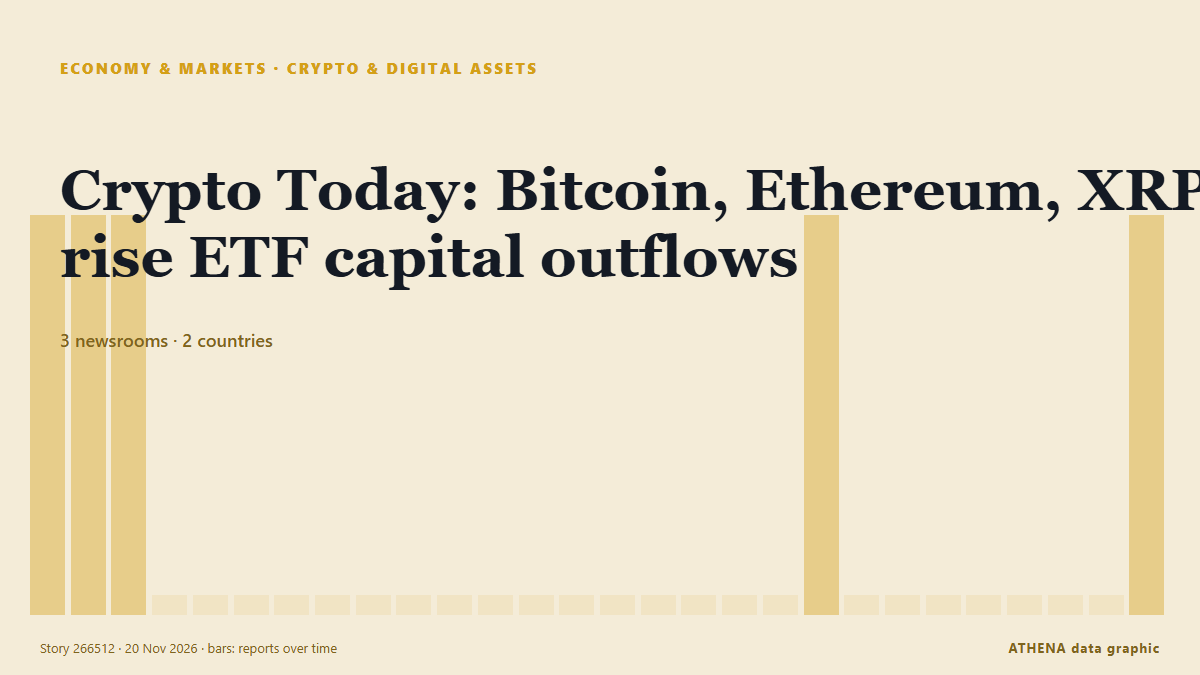 ECONOMY & MARKETS · CRYPTO & DIGITAL ASSETS
Crypto Today: Bitcoin, Ethereum, XRP
rise ETF capital outflows
3 newsrooms · 2 countries
Story 266512 · 20 Nov 2026 · bars: reports over time
ATHENA data graphic